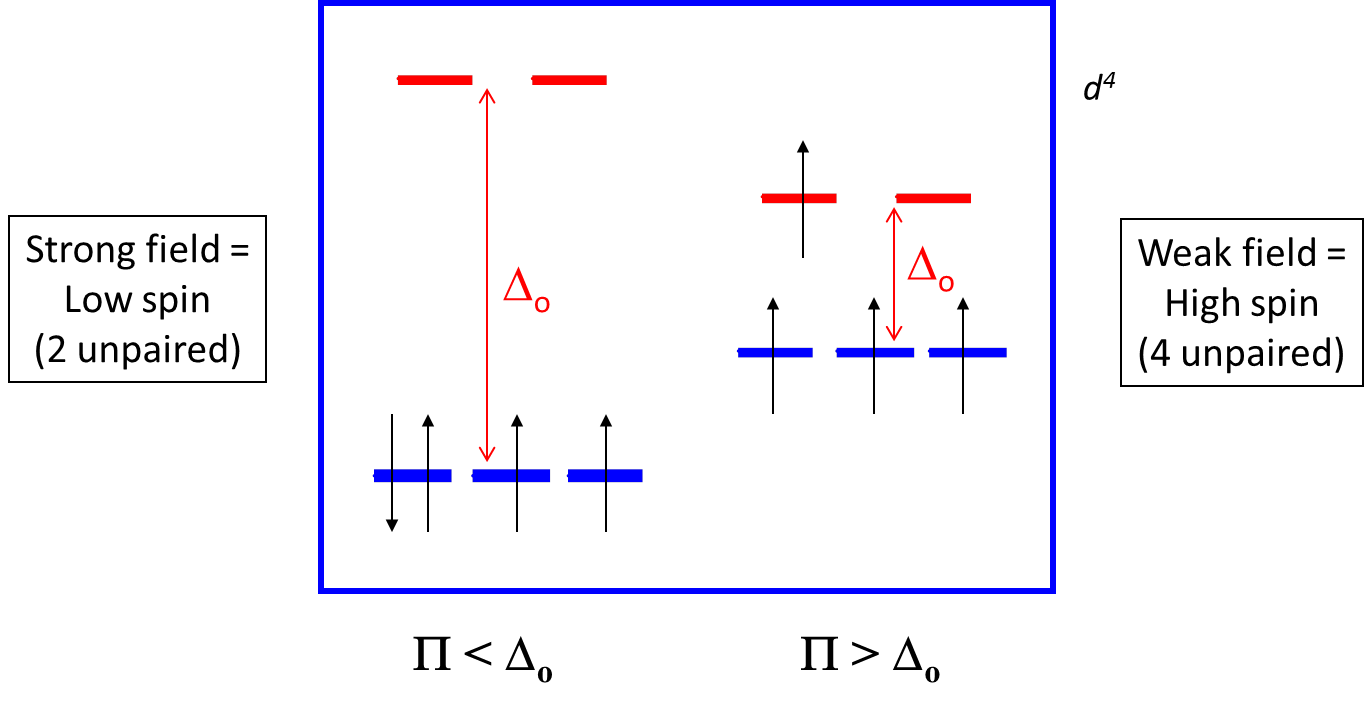 d⁴
Strong field =
Low spin
(2 unpaired)
Δₒ
Δₒ
Weak field =
High spin
(4 unpaired)
Π < Δₒ
Π > Δₒ